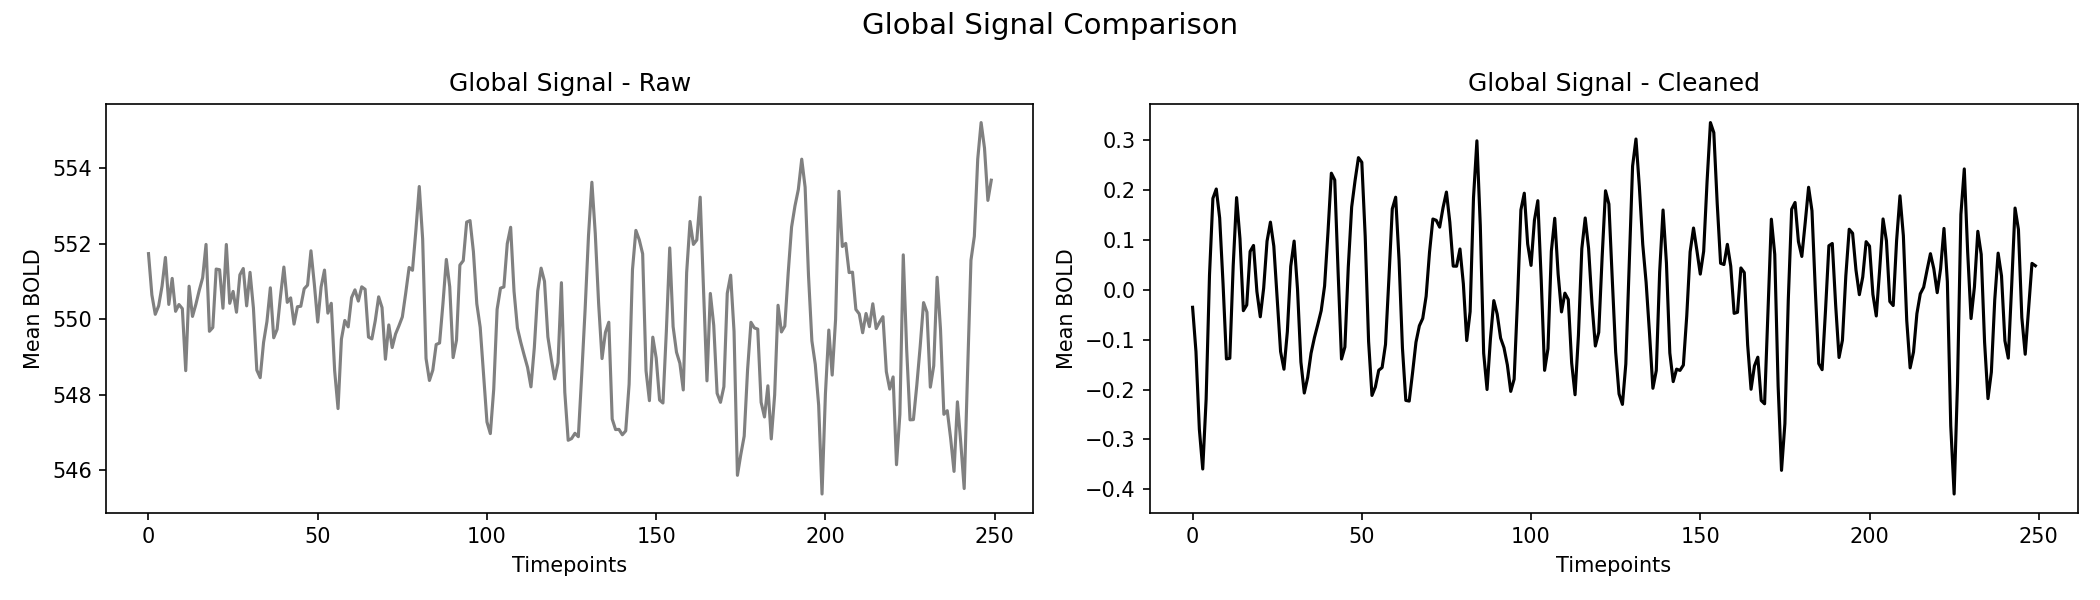 Global Signal Comparison
Global Signal - Raw
Mean BOLD
554
552
550
548
546
0 50 100 150 200 250
Timepoints
Global Signal - Cleaned
Mean BOLD
0.3
0.2
0.1
0.0
−0.1
−0.2
−0.3
−0.4
0 50 100 150 200 250
Timepoints